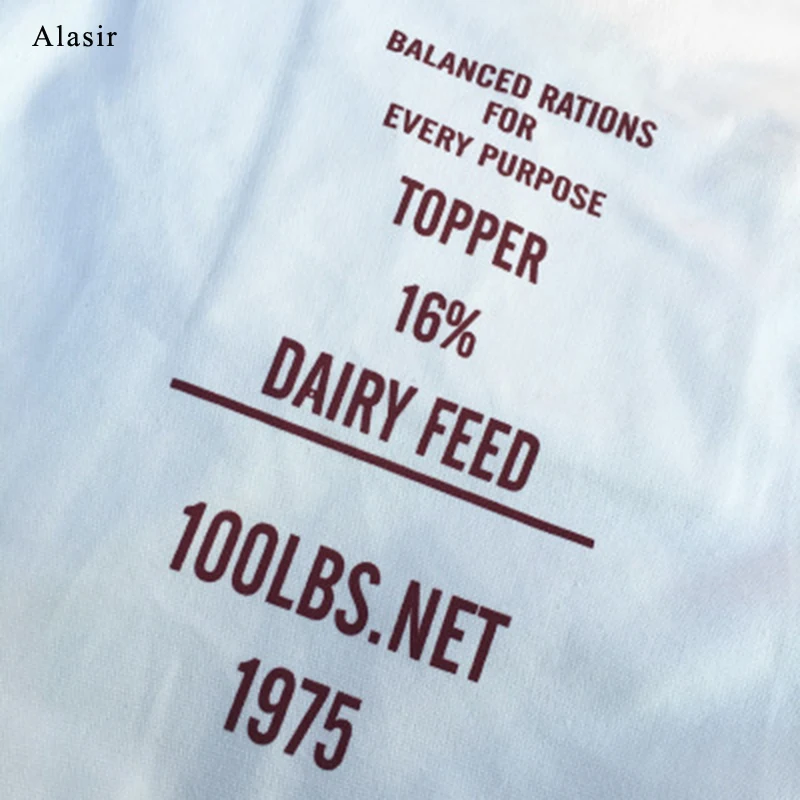 Alasir
BALANCED RATIONS
FOR
EVERY PURPOSE
TOPPER
16%
DAIRY FEED
100LBS.NET
1975